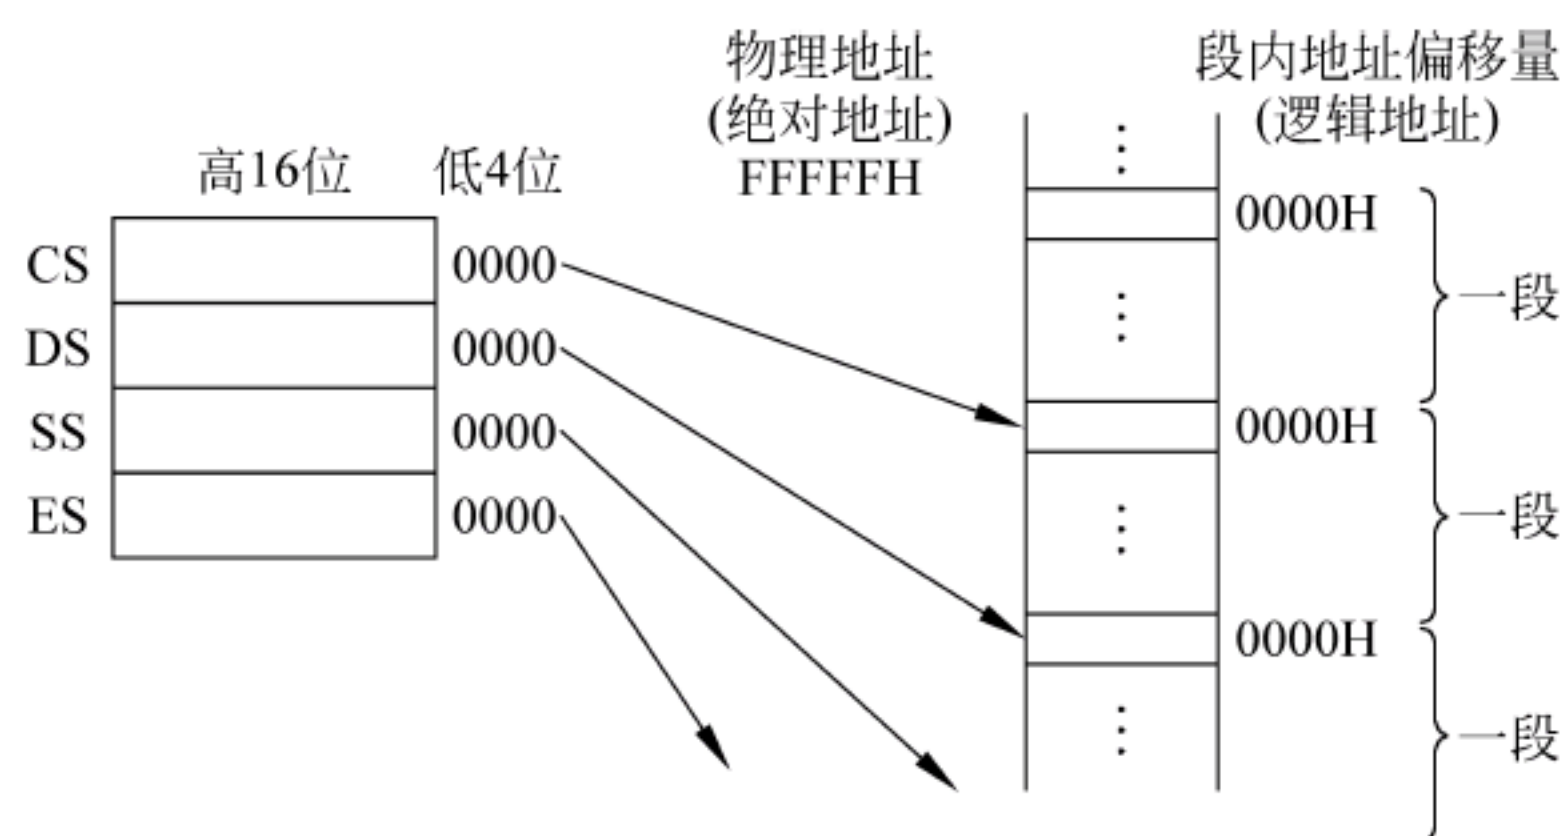 物理地址
(绝对地址)
FFFFFH
段内地址偏移量
(逻辑地址)
高16位 低4位
CS 0000
DS 0000
SS 0000
ES 0000
0000H
一段
0000H
一段
0000H
一段